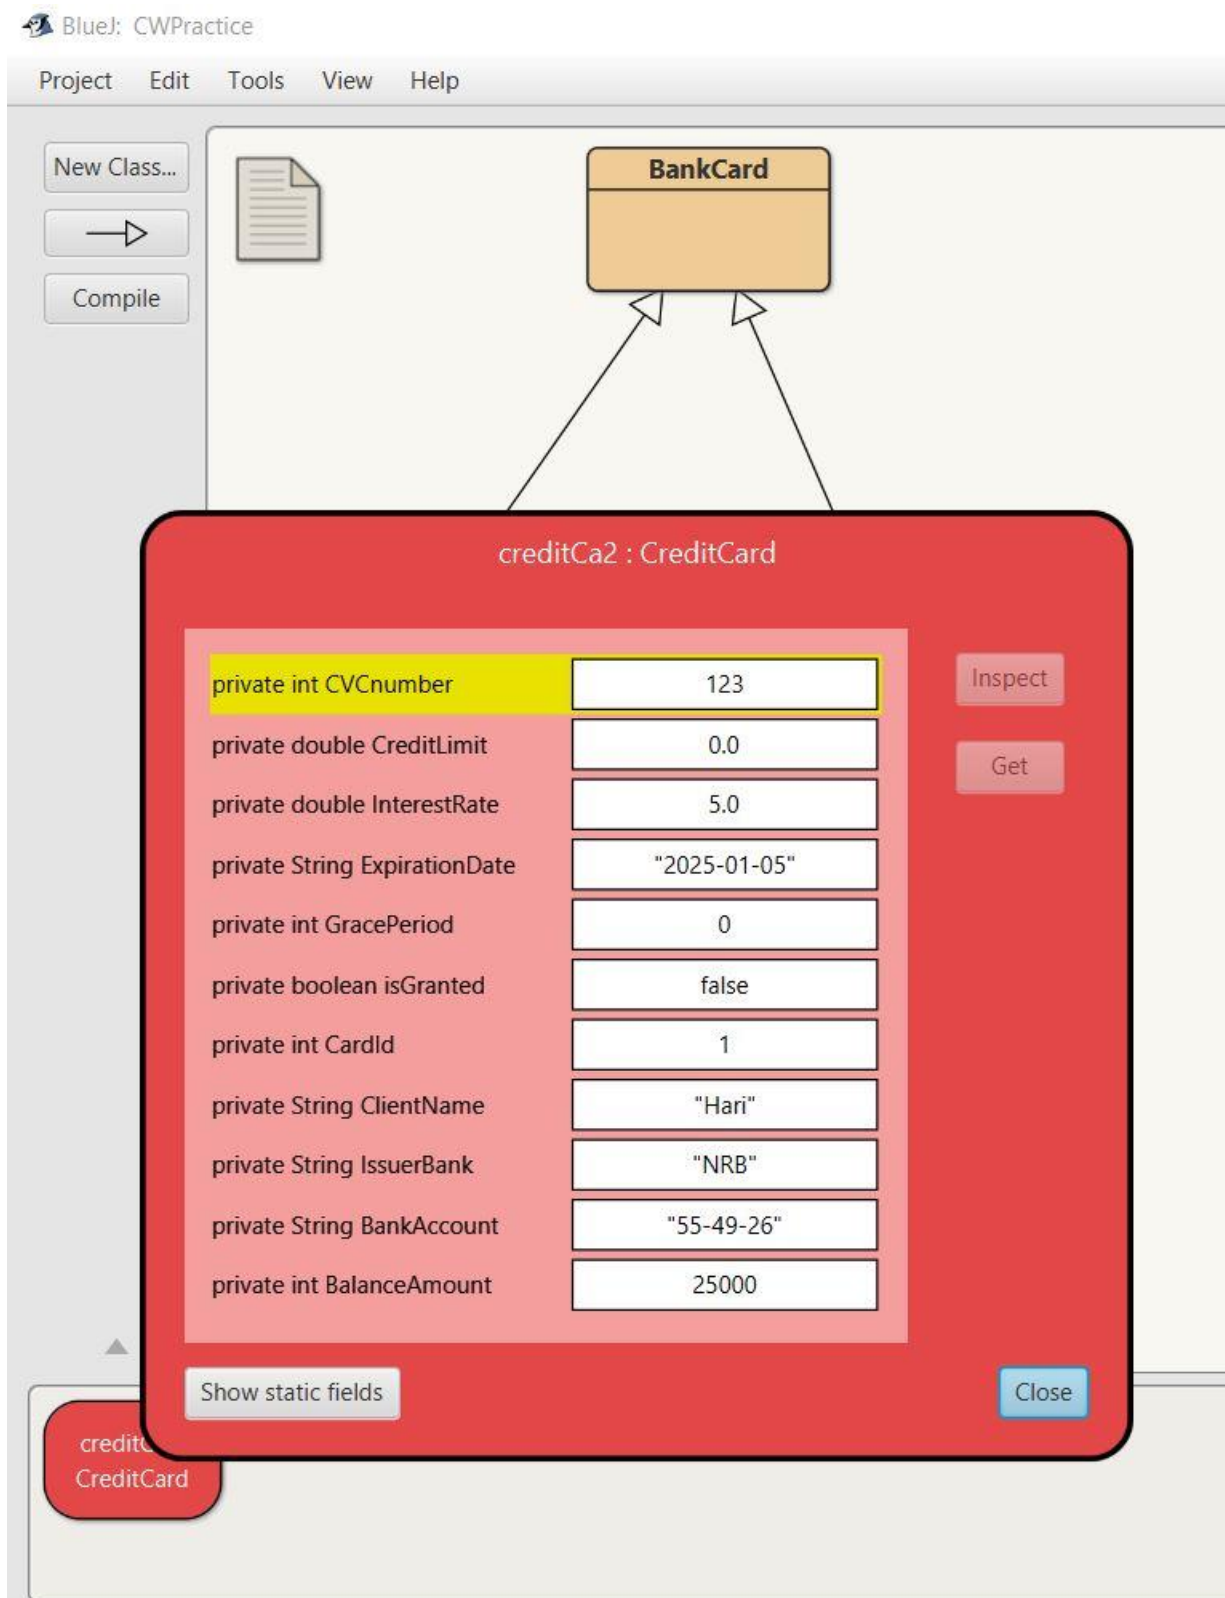 BlueJ: CWPractice
Project Edit Tools View Help
New Class...
Compile
BankCard
creditCa2 : CreditCard
private int CVCnumber 123
private double CreditLimit 0.0
private double InterestRate 5.0
private String ExpirationDate "2025-01-05"
private int GracePeriod 0
private boolean isGranted false
private int CardId 1
private String ClientName "Hari"
private String IssuerBank "NRB"
private String BankAccount "55-49-26"
private int BalanceAmount 25000
Inspect
Get
Show static fields Close
CreditCard